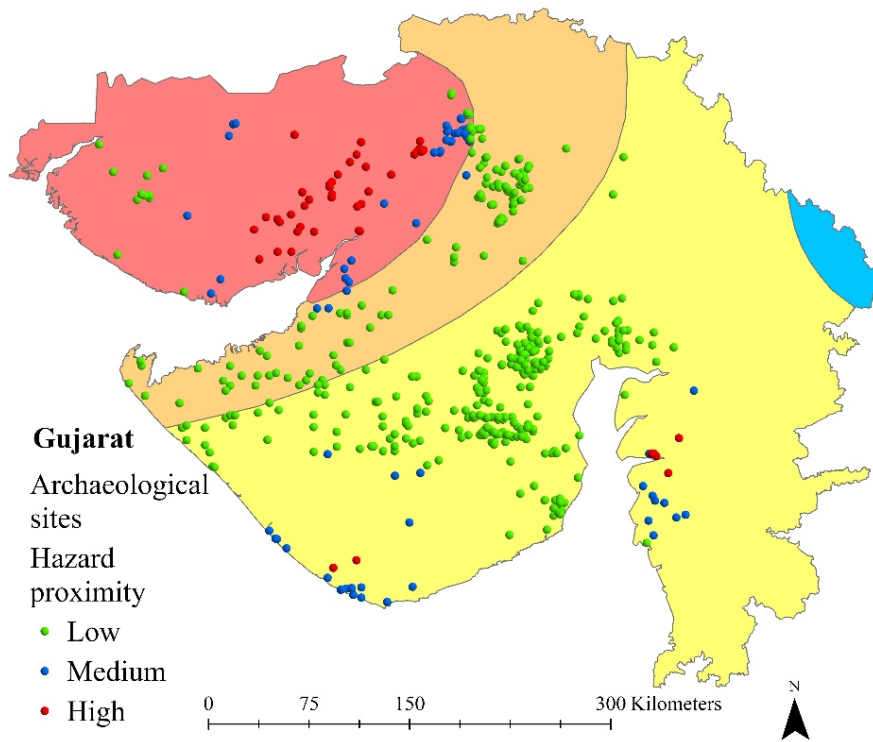 Gujarat
Archaeological
sites
Hazard
proximity
Low
Medium
High
0 75 150 300 Kilometers
N